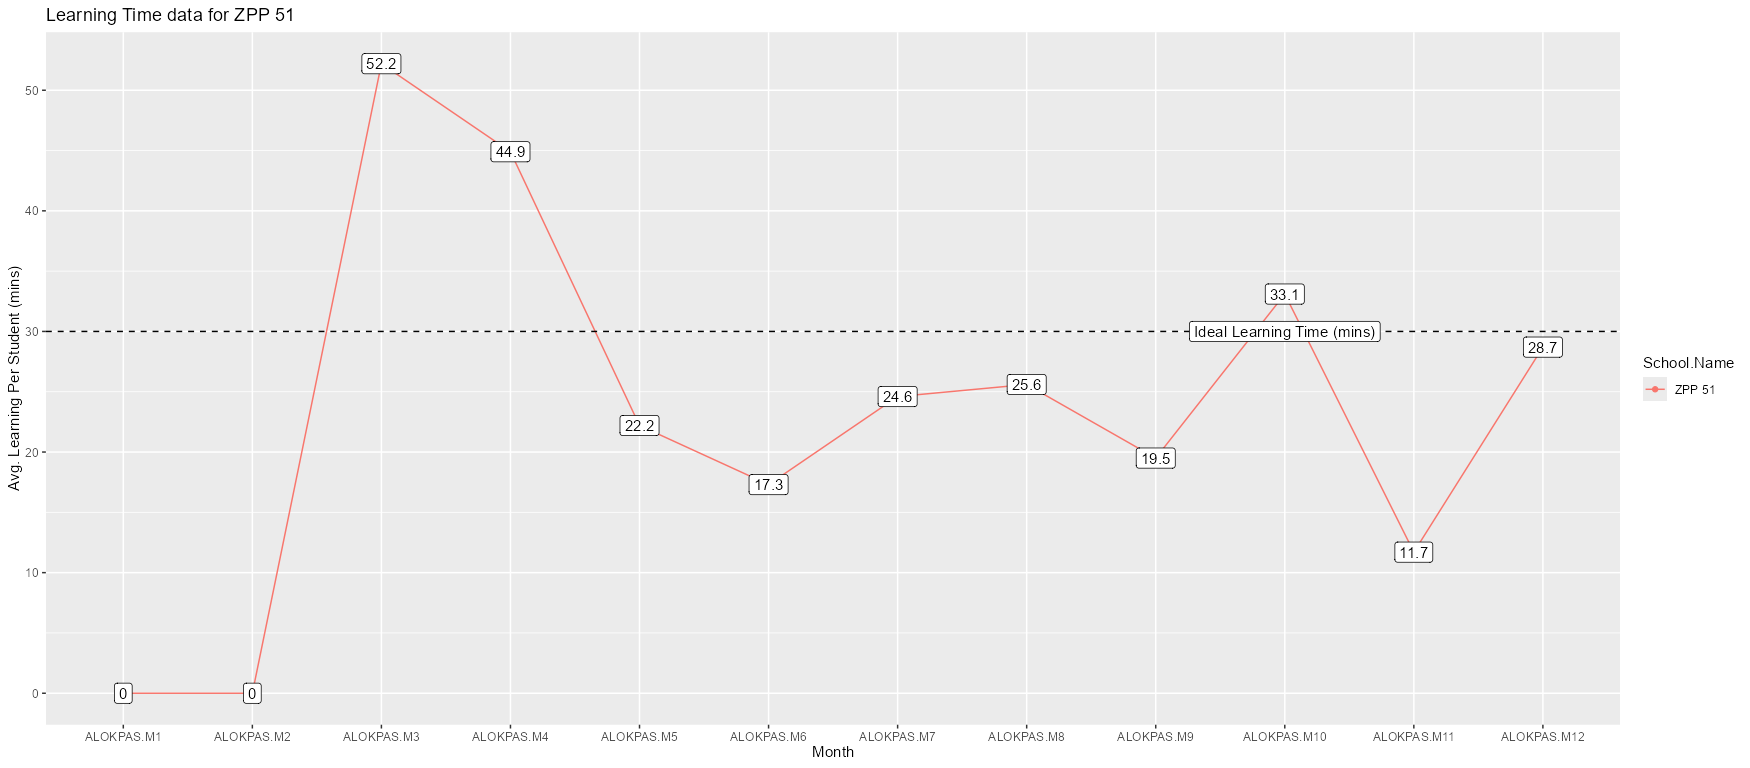 Learning Time data for ZPP 51
Avg. Learning Per Student (mins)
50
40
30
20
10
0
0
0
52.2
44.9
22.2
17.3
24.6
25.6
19.5
33.1
11.7
28.7
Ideal Learning Time (mins)
ALOKPAS.M1 ALOKPAS.M2 ALOKPAS.M3 ALOKPAS.M4 ALOKPAS.M5 ALOKPAS.M6 ALOKPAS.M7 ALOKPAS.M8 ALOKPAS.M9 ALOKPAS.M10 ALOKPAS.M11 ALOKPAS.M12
Month
School.Name
ZPP 51